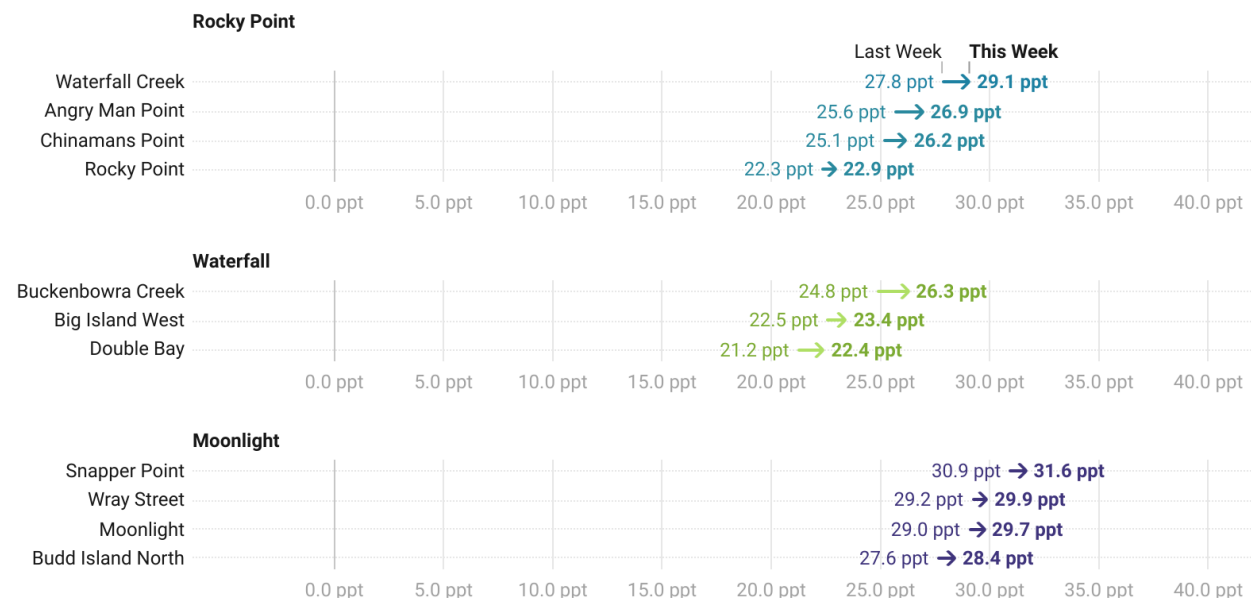 Rocky Point
Last Week This Week
Waterfall Creek 27.8 ppt 29.1 ppt
Angry Man Point 25.6 ppt 26.9 ppt
Chinamans Point 25.1 ppt 26.2 ppt
Rocky Point 22.3 ppt 22.9 ppt
0.0 ppt 5.0 ppt 10.0 ppt 15.0 ppt 20.0 ppt 25.0 ppt 30.0 ppt 35.0 ppt 40.0 ppt
Waterfall
Buckenbowra Creek 24.8 ppt 26.3 ppt
Big Island West 22.5 ppt 23.4 ppt
Double Bay 21.2 ppt 22.4 ppt
0.0 ppt 5.0 ppt 10.0 ppt 15.0 ppt 20.0 ppt 25.0 ppt 30.0 ppt 35.0 ppt 40.0 ppt
Moonlight
Snapper Point 30.9 ppt 31.6 ppt
Wray Street 29.2 ppt 29.9 ppt
Moonlight 29.0 ppt 29.7 ppt
Budd Island North 27.6 ppt 28.4 ppt
0.0 ppt 5.0 ppt 10.0 ppt 15.0 ppt 20.0 ppt 25.0 ppt 30.0 ppt 35.0 ppt 40.0 ppt